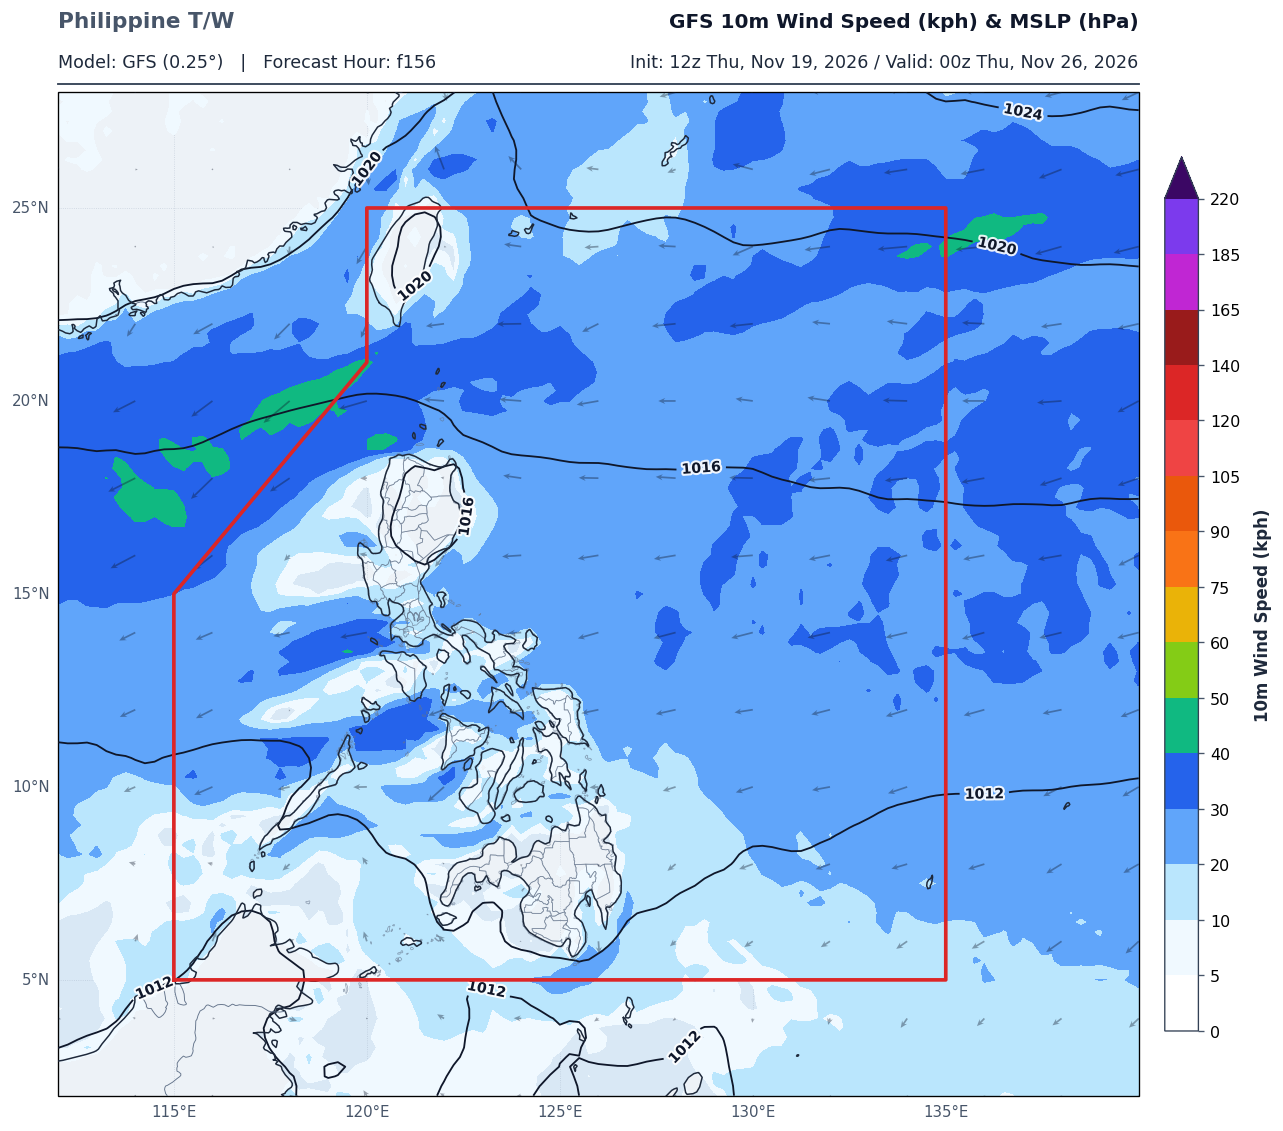 Philippine T/W
GFS 10m Wind Speed (kph) & MSLP (hPa)
Model: GFS (0.25°) | Forecast Hour: f156
Init: 12z Thu, Nov 19, 2026 / Valid: 00z Thu, Nov 26, 2026
1024
1020
1020
1020
1016
1016
1012
1012
1012
1012
25°N
20°N
15°N
10°N
5°N
115°E
120°E
125°E
130°E
135°E
220
185
165
140
120
105
90
75
60
50
40
30
20
10
5
0
10m Wind Speed (kph)